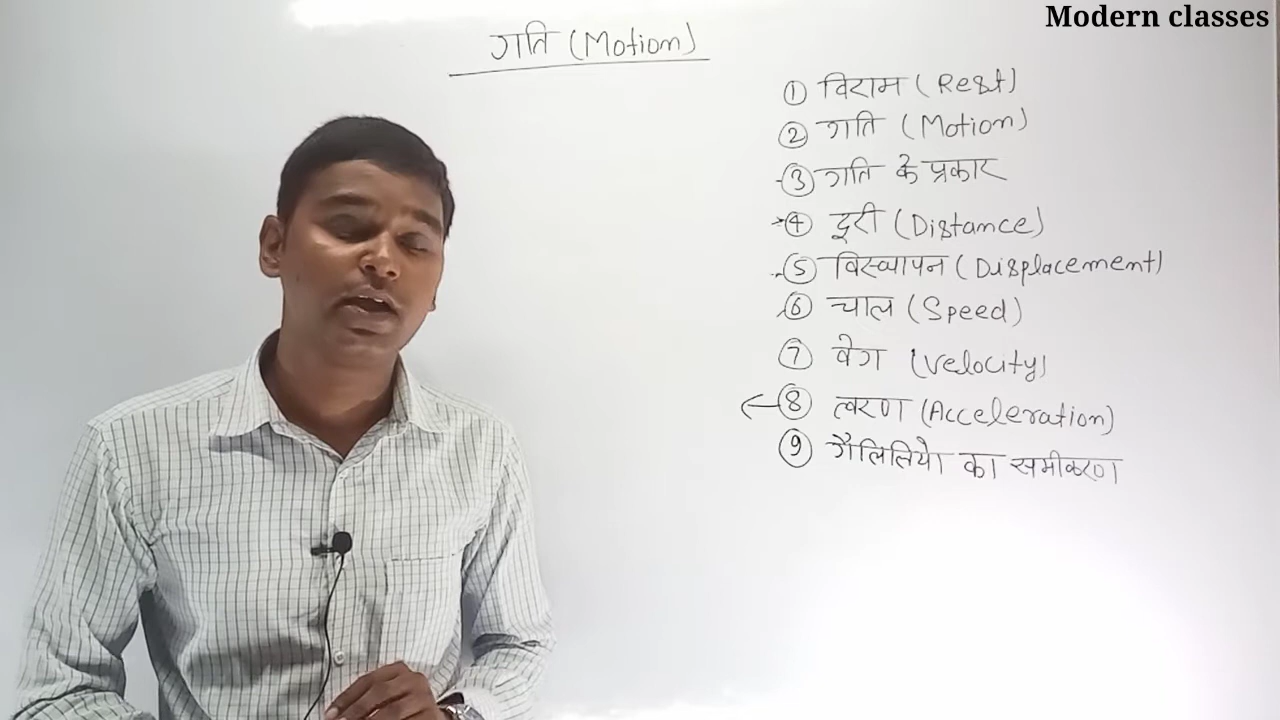 Modern classes
गति (Motion)
① विराम (Rest)
② गति (Motion)
③ गति के प्रकार
④ दूरी (Distance)
⑤ विस्थापन (Displacement)
⑥ चाल (Speed)
⑦ वेग (Velocity)
⑧ त्वरण (Acceleration)
⑨ गैलिलियो का समीकरण